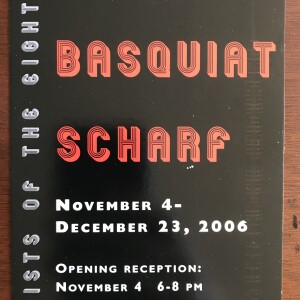 BASQUIAT
SCHARF
NOVEMBER 4-
DECEMBER 23, 2006
OPENING RECEPTION:
NOVEMBER 4 6-8 PM
ISTS OF THE EIGHT